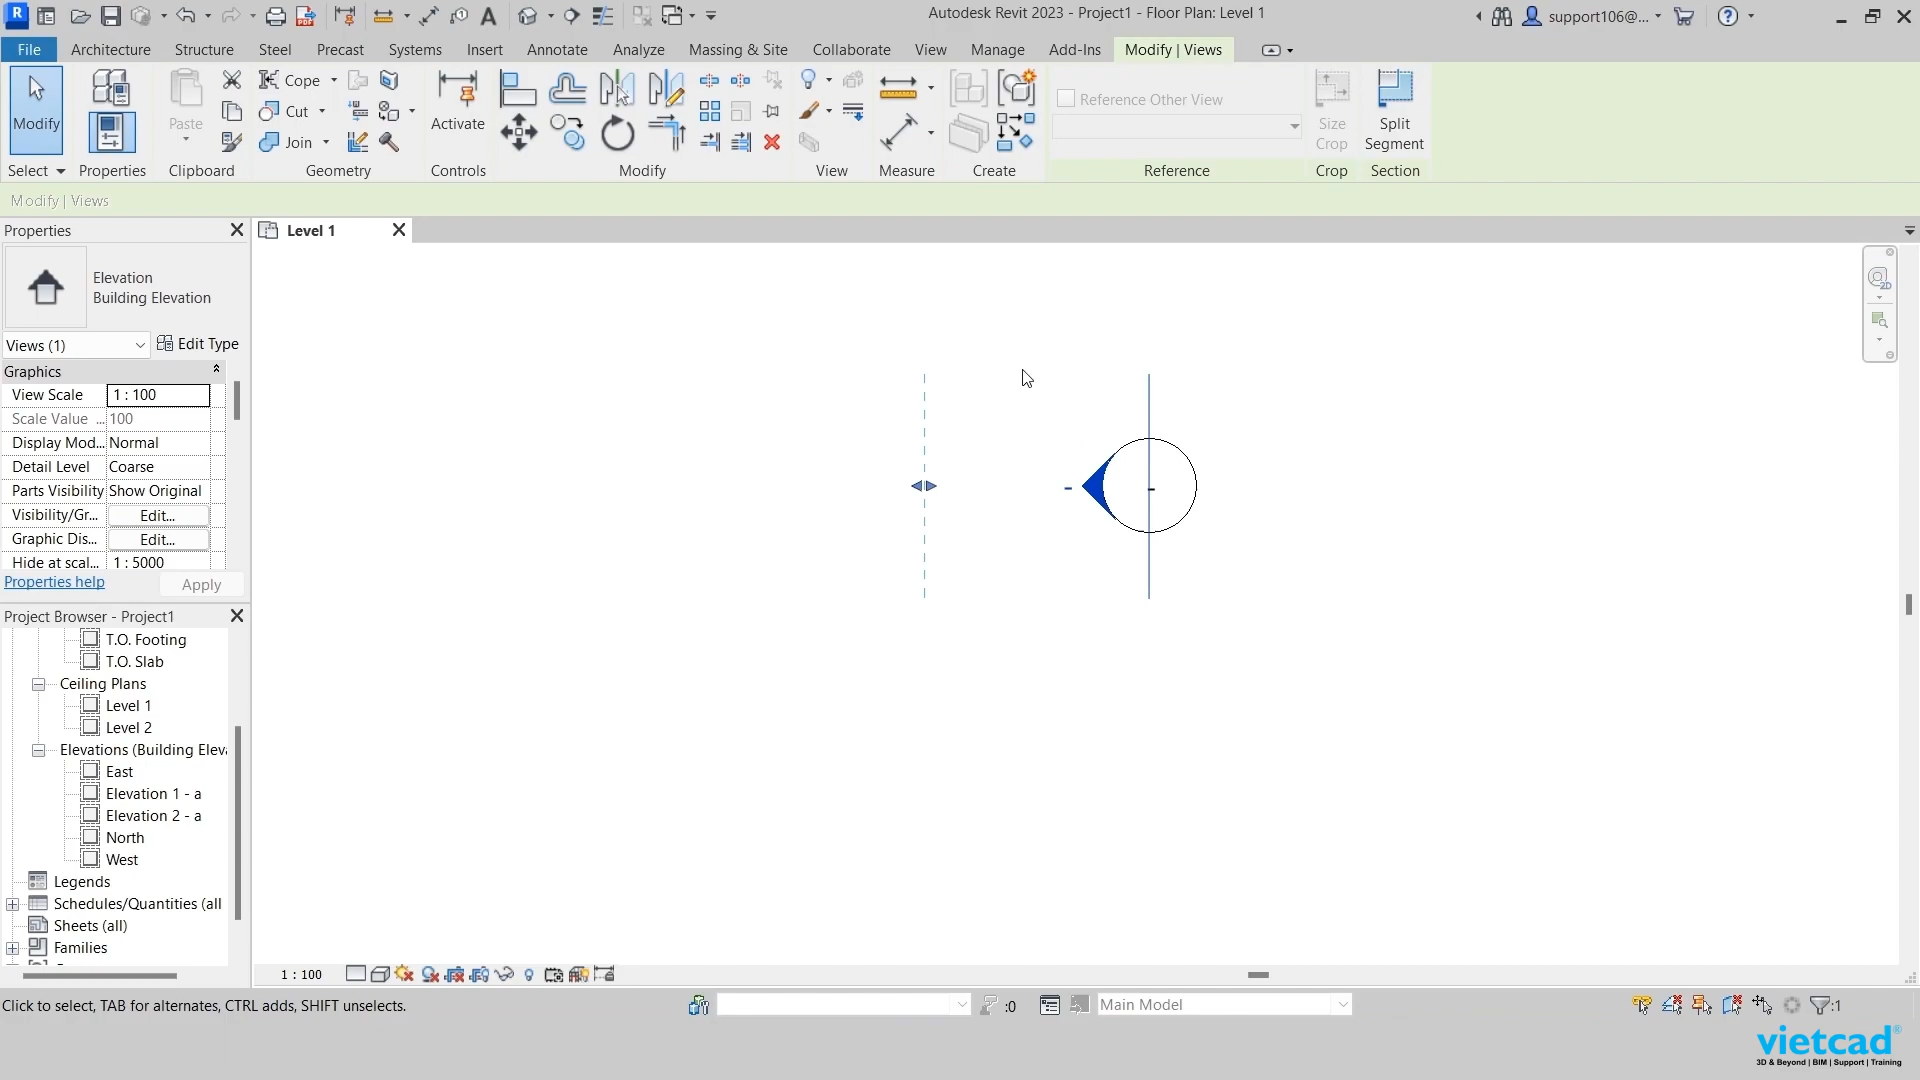 Autodesk Revit 2023 - Project1 - Floor Plan: Level 1
support106@...
File Architecture Structure Steel Precast Systems Insert Annotate Analyze Massing & Site Collaborate View Manage Add-Ins Modify | Views
Modify
Paste
Cope
Cut
Join
Activate
Reference Other View
Size
Crop
Split
Segment
Select Properties Clipboard Geometry Controls Modify View Measure Create Reference Crop Section
Modify | Views
Properties
Level 1
Elevation
Building Elevation
Views (1)
Edit Type
Graphics
View Scale 1 : 100
Scale Value ... 100
Display Mod... Normal
Detail Level Coarse
Parts Visibility Show Original
Visibility/Gr... Edit...
Graphic Dis... Edit...
Hide at scal... 1 : 5000
Properties help
Apply
Project Browser - Project1
T.O. Footing
T.O. Slab
Ceiling Plans
Level 1
Level 2
Elevations (Building Eleva
East
Elevation 1 - a
Elevation 2 - a
North
West
Legends
Schedules/Quantities (all
Sheets (all)
Families
2D
1 : 100
Click to select, TAB for alternates, CTRL adds, SHIFT unselects.
:0
Main Model
:1
vietcad®
3D & Beyond | BIM | Support | Training